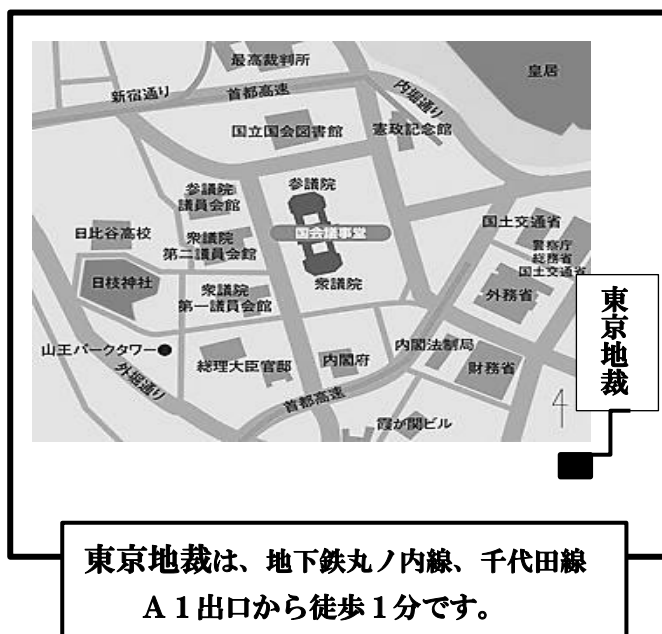 最高裁判所
皇居
新宿通り
首都高速
内堀通り
国立国会図書館
憲政記念館
参議院
議員会館
参議院
国会議事堂
衆議院
日比谷高校
衆議院
第二議員会館
国土交通省
警察庁
総務省
国土交通省
日枝神社
衆議院
第一議員会館
外務省
山王パークタワー
総理大臣官邸
内閣府
内閣法制局
財務省
外堀通り
首都高速
霞が関ビル
4
東京地裁
東京地裁は、地下鉄丸ノ内線、千代田線
A１出口から徒歩１分です。